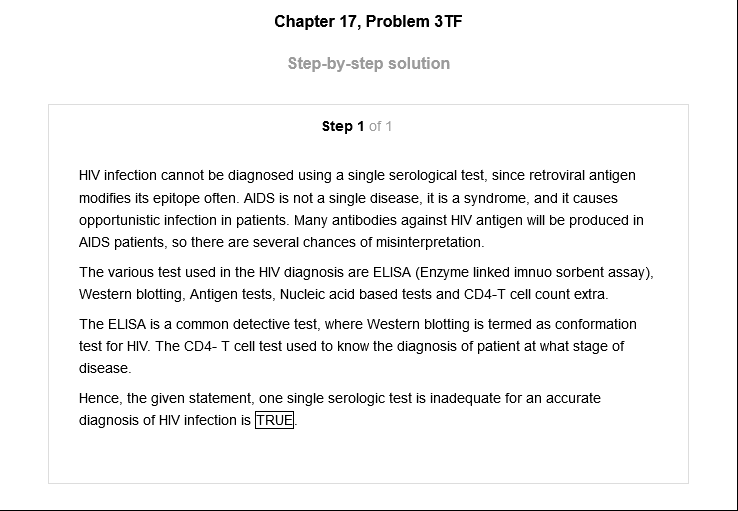 Chapter 17, Problem 3TF
Step-by-step solution
Step 1 of 1
HIV infection cannot be diagnosed using a single serological test, since retroviral antigen
modifies its epitope often. AIDS is not a single disease, it is a syndrome, and it causes
opportunistic infection in patients. Many antibodies against HIV antigen will be produced in
AIDS patients, so there are several chances of misinterpretation.
The various test used in the HIV diagnosis are ELISA (Enzyme linked imnuo sorbent assay),
Western blotting, Antigen tests, Nucleic acid based tests and CD4-T cell count extra.
The ELISA is a common detective test, where Western blotting is termed as conformation
test for HIV. The CD4- T cell test used to know the diagnosis of patient at what stage of
disease.
Hence, the given statement, one single serologic test is inadequate for an accurate
diagnosis of HIV infection is TRUE.